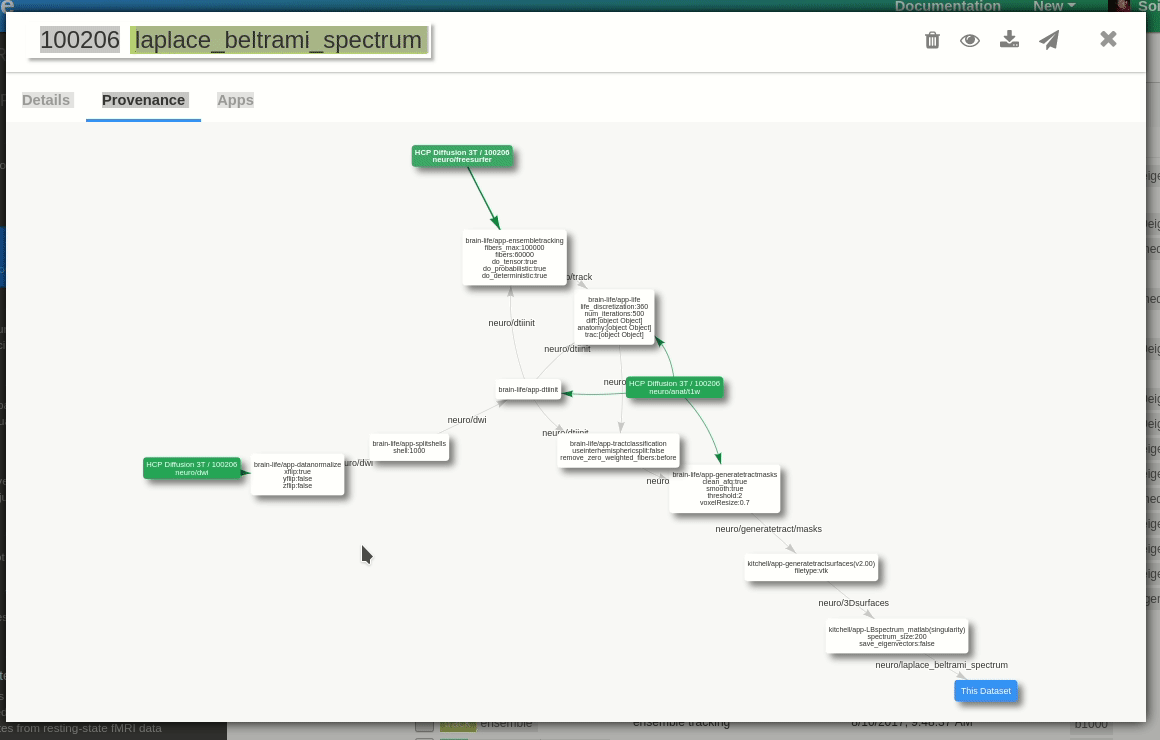 Documentation
New
100206 laplace_beltrami_spectrum
Details
Provenance
Apps
HCP Diffusion 3T / 100206
neuro/freesurfer
brain-life/app-ensembletracking
fibers_max:100000
fibers:60000
do_tensor:true
do_probabilistic:true
do_deterministic:true
o/track
brain-life/app-life
life_discretization:360
num_iterations:500
diff:[object Object]
anatomy:[object Object]
trac:[object Object]
neuro/dtiinit
neuro/dtiinit
neuro
HCP Diffusion 3T / 100206
neuro/anat/t1w
brain-life/app-dtiinit
neuro/dwi
neuro/dtiinit
brain-life/app-splitshells
shell:1000
brain-life/app-tractclassification
useinterhemisphericsplit:false
remove_zero_weighted_fibers:before
HCP Diffusion 3T / 100206
neuro/dwi
brain-life/app-datanormalize
xflip:true
yflip:false
zflip:false
uro/dwi
neuro
brain-life/app-generatetractmasks
clean_afq:true
smooth:true
threshold:2
voxelResize:0.7
neuro/generatetract/masks
kitchell/app-generatetractsurfaces(v2.00)
filetype:vtk
neuro/3Dsurfaces
kitchell/app-LBspectrum_matlab(singularity)
spectrum_size:200
save_eigenvectors:false
neuro/laplace_beltrami_spectrum
This Dataset
tes from resting-state fMRI data
ensemble
ensemble tracking
8/10/2017, 9:48:57 AM
b1000